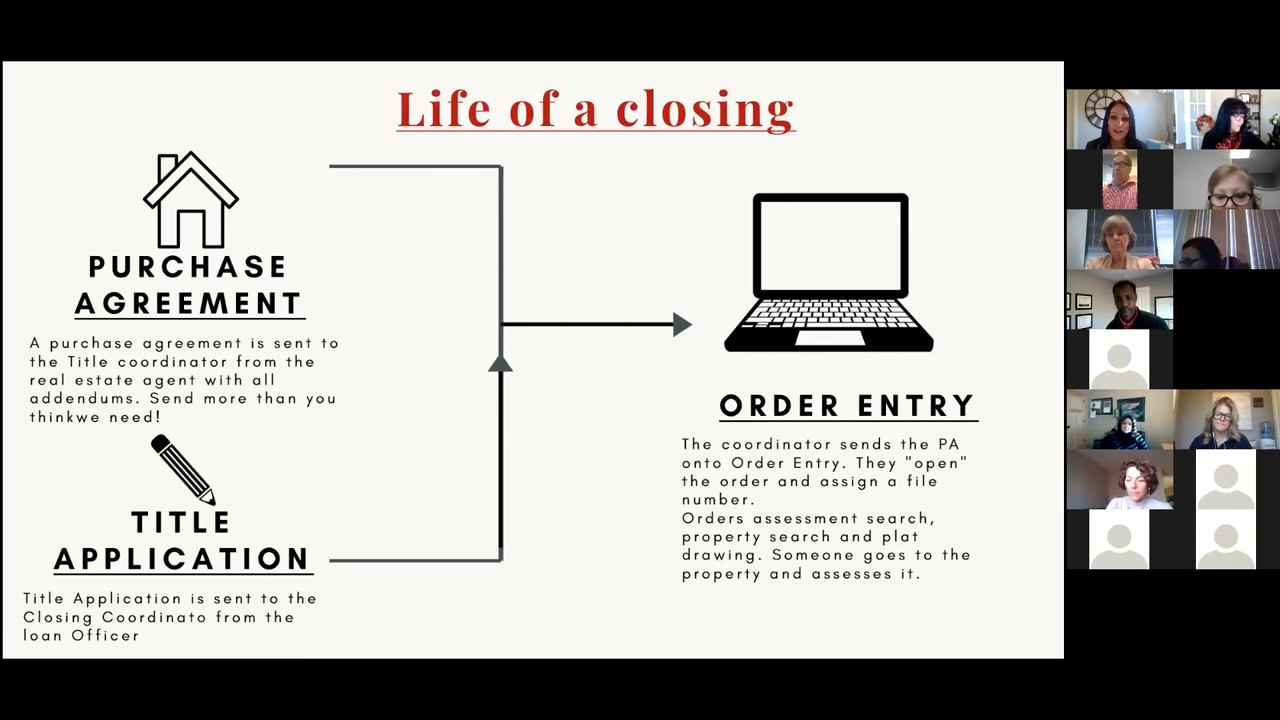 Life of a closing
PURCHASE
AGREEMENT
A purchase agreement is sent to
the Title coordinator from the
real estate agent with all
addendums. Send more than you
thinkwe need!
TITLE
APPLICATION
Title Application is sent to the
Closing Coordinato from the
loan Officer
ORDER ENTRY
The coordinator sends the PA
onto Order Entry. They "open"
the order and assign a file
number.
Orders assessment search,
property search and plat
drawing. Someone goes to the
property and assesses it.